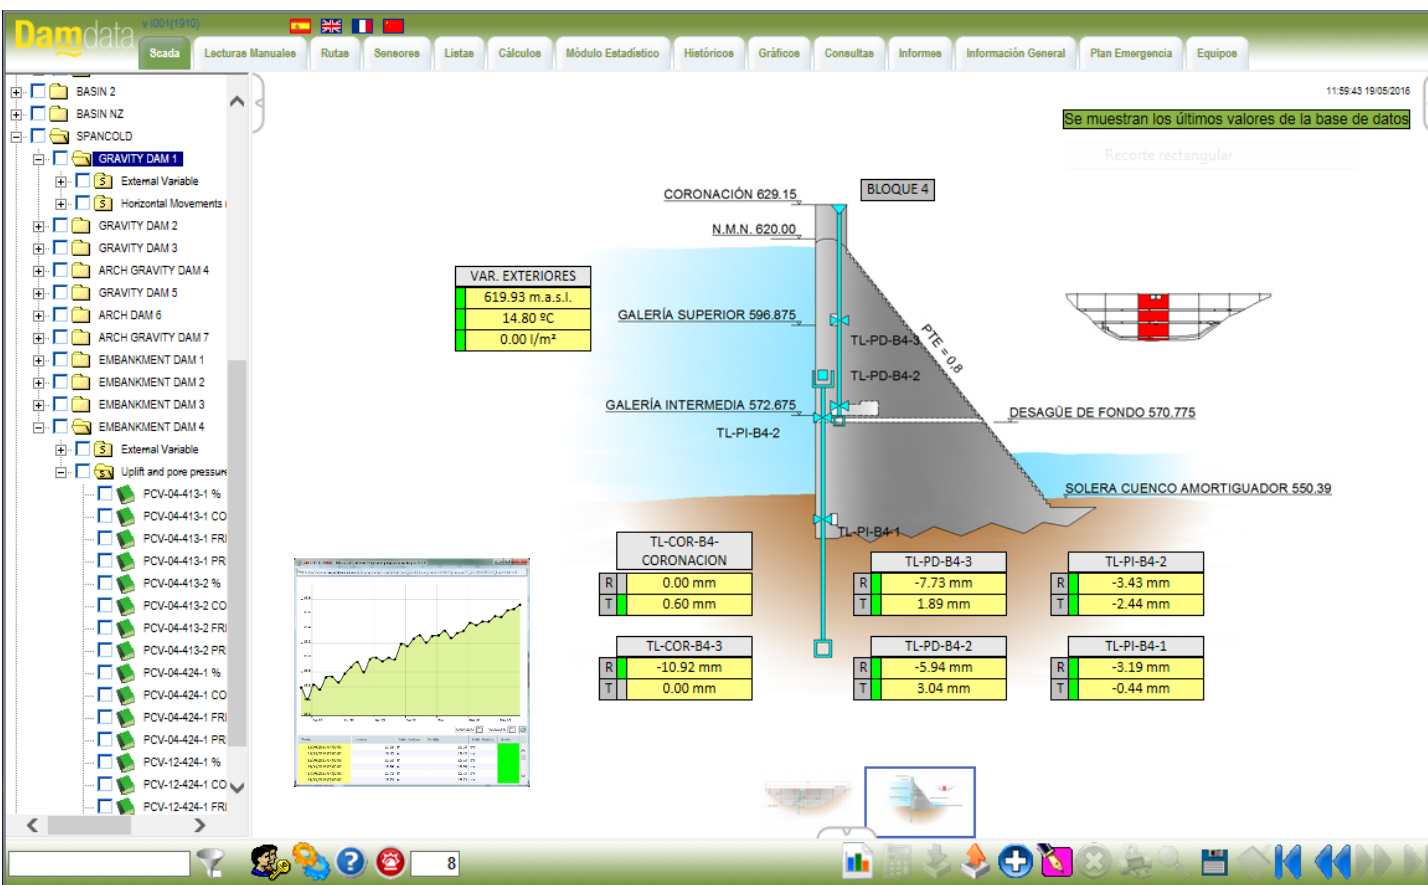 Damdata
v I001(1910)
Scada
Lecturas Manuales
Rutas
Sensores
Listas
Cálculos
Módulo Estadístico
Históricos
Gráficos
Consultas
Informes
Información General
Plan Emergencia
Equipos
BASIN 2
BASIN NZ
SPANCOLD
GRAVITY DAM 1
External Variable
Horizontal Movements (
GRAVITY DAM 2
GRAVITY DAM 3
ARCH GRAVITY DAM 4
GRAVITY DAM 5
ARCH DAM 6
ARCH GRAVITY DAM 7
EMBANKMENT DAM 1
EMBANKMENT DAM 2
EMBANKMENT DAM 3
EMBANKMENT DAM 4
External Variable
Uplift and pore pressure
PCV-04-413-1 %
PCV-04-413-1 CO
PCV-04-413-1 FRI
PCV-04-413-1 PR
PCV-04-413-2 %
PCV-04-413-2 CO
PCV-04-413-2 FRI
PCV-04-413-2 PR
PCV-04-424-1 %
PCV-04-424-1 CO
PCV-04-424-1 FRI
PCV-04-424-1 PR
PCV-12-424-1 %
PCV-12-424-1 CO
PCV-12-424-1 FRI
11:59:43 19/05/2016
Se muestran los últimos valores de la base de datos
Recorte rectangular
CORONACIÓN 629.15
BLOQUE 4
N.M.N. 620.00
VAR. EXTERIORES
619.93 m.a.s.l.
14.80 ºC
0.00 l/m²
GALERÍA SUPERIOR 596.875
PTE = 0,8
TL-PD-B4-3
TL-PD-B4-2
GALERÍA INTERMEDIA 572.675
DESAGÜE DE FONDO 570.775
TL-PI-B4-2
SOLERA CUENCO AMORTIGUADOR 550.39
TL-PI-B4-1
TL-COR-B4-
CORONACION
R 0.00 mm
T 0.60 mm
TL-PD-B4-3
R -7.73 mm
T 1.89 mm
TL-PI-B4-2
R -3.43 mm
T -2.44 mm
TL-COR-B4-3
R -10.92 mm
T 0.00 mm
TL-PD-B4-2
R -5.94 mm
T 3.04 mm
TL-PI-B4-1
R -3.19 mm
T -0.44 mm
8